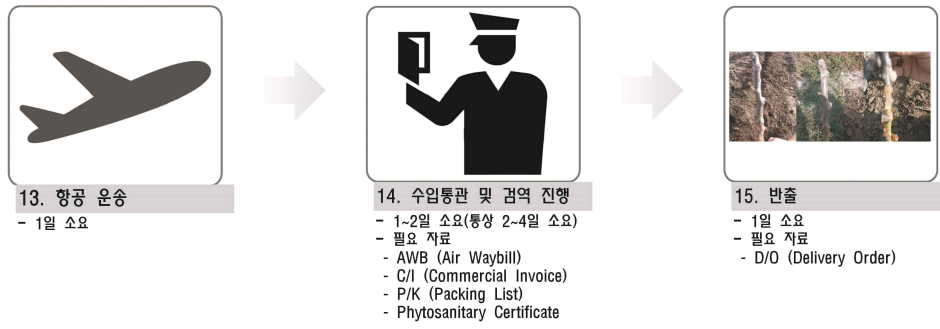 13. 항공 운송
- 1일 소요
14. 수입통관 및 검역 진행
- 1~2일 소요(통상 2~4일 소요)
- 필요 자료
- AWB (Air Waybill)
- C/I (Commercial Invoice)
- P/K (Packing List)
- Phytosanitary Certificate
15. 반출
- 1일 소요
- 필요 자료
- D/O (Delivery Order)